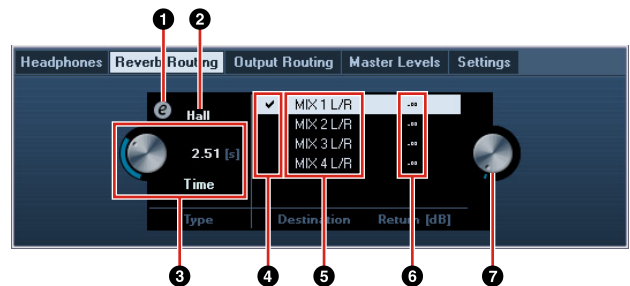 1 2
Headphones Reverb Routing Output Routing Master Levels Settings
e Hall ✔ MIX 1 L/R -∞
MIX 2 L/R -∞
2.51 [s] MIX 3 L/R -∞
MIX 4 L/R -∞
Time
Type Destination Return [dB]
3 4 5 6 7